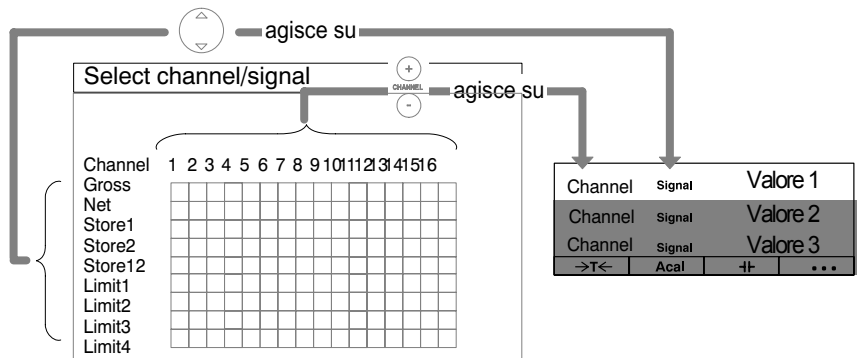 agisce su
Select channel/signal
+
CHANNEL
-
agisce su
Channel 1 2 3 4 5 6 7 8 9 10 11 12 13 14 15 16
Gross
Net
Store1
Store2
Store12
Limit1
Limit2
Limit3
Limit4
Channel Signal Valore 1
Channel Signal Valore 2
Channel Signal Valore 3
→T← Acal ⊣⊢ •••